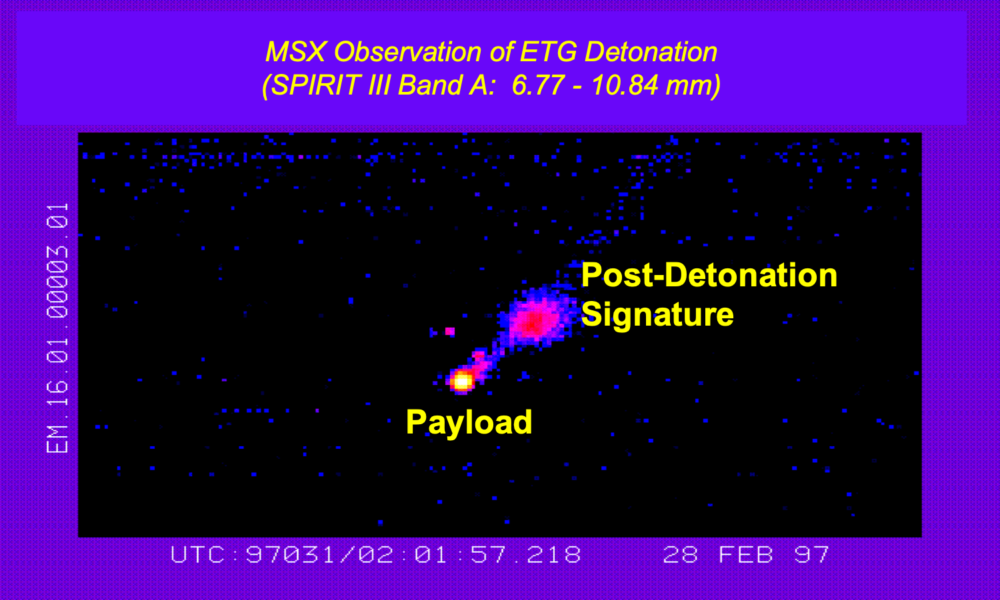 MSX Observation of ETG Detonation
(SPIRIT III Band A:  6.77 - 10.84 mm)
EM.16.01.00003.01
Post-Detonation
Signature
Payload
UTC:97031/02:01:57.218
28 FEB 97